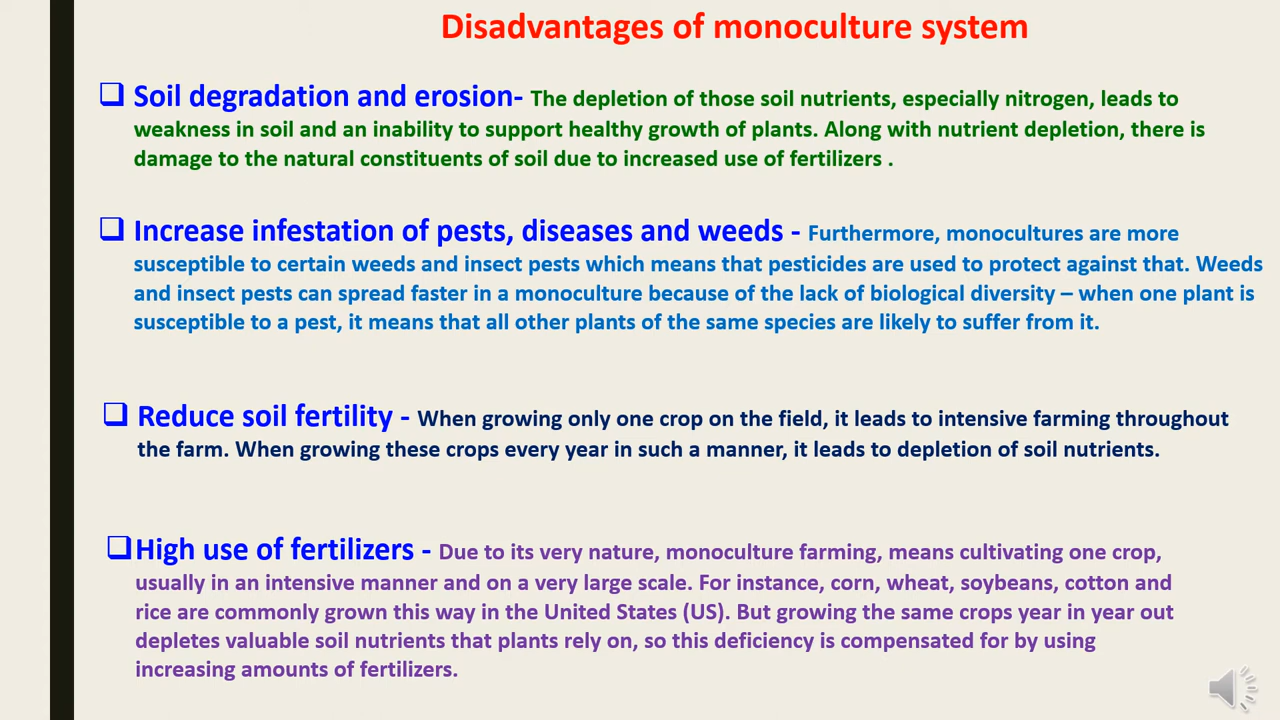 Disadvantages of monoculture system
Soil degradation and erosion- The depletion of those soil nutrients, especially nitrogen, leads to
weakness in soil and an inability to support healthy growth of plants. Along with nutrient depletion, there is
damage to the natural constituents of soil due to increased use of fertilizers .
Increase infestation of pests, diseases and weeds - Furthermore, monocultures are more
susceptible to certain weeds and insect pests which means that pesticides are used to protect against that. Weeds
and insect pests can spread faster in a monoculture because of the lack of biological diversity – when one plant is
susceptible to a pest, it means that all other plants of the same species are likely to suffer from it.
Reduce soil fertility - When growing only one crop on the field, it leads to intensive farming throughout
the farm. When growing these crops every year in such a manner, it leads to depletion of soil nutrients.
High use of fertilizers - Due to its very nature, monoculture farming, means cultivating one crop,
usually in an intensive manner and on a very large scale. For instance, corn, wheat, soybeans, cotton and
rice are commonly grown this way in the United States (US). But growing the same crops year in year out
depletes valuable soil nutrients that plants rely on, so this deficiency is compensated for by using
increasing amounts of fertilizers.